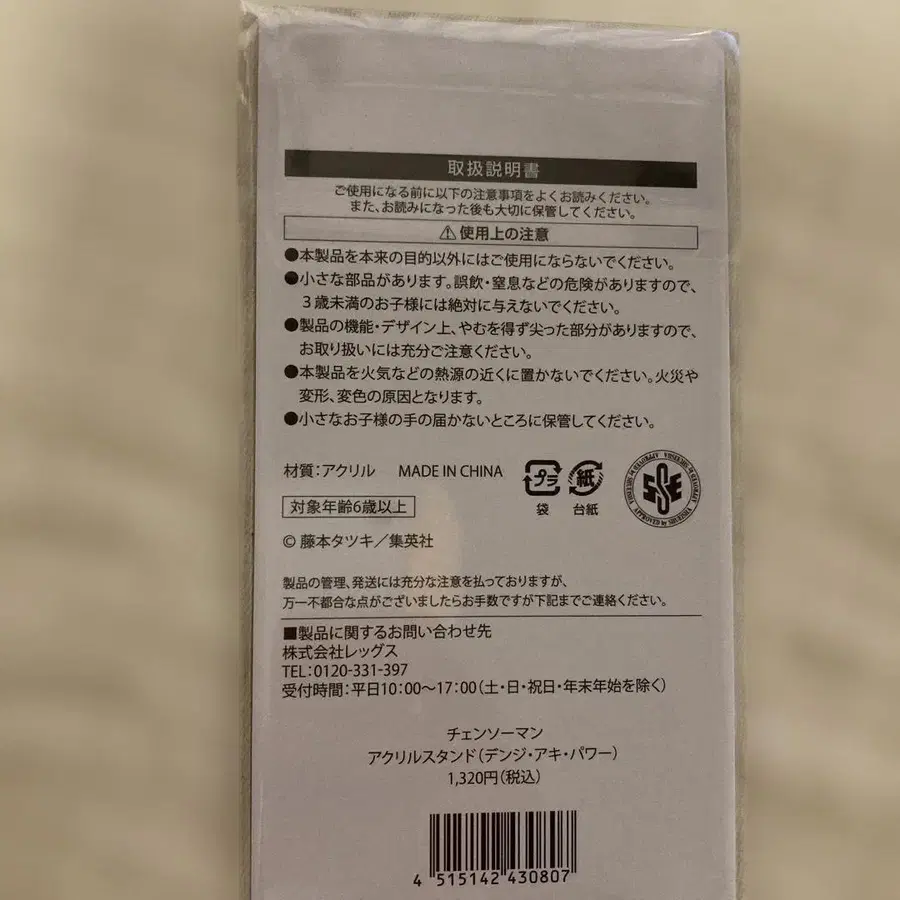 取扱説明書
ご使用になる前に以下の注意事項をよくお読みください。
また、お読みになった後も大切に保管してください。
⚠使用上の注意
●本製品を本来の目的以外にはご使用にならないでください。
●小さな部品があります。誤飲・窒息などの危険がありますので、
3歳未満のお子様には絶対に与えないでください。
●製品の機能・デザイン上、やむを得ず尖った部分がありますので、
お取り扱いには充分ご注意ください。
●本製品を火気などの熱源の近くに置かないでください。火災や
変形、変色の原因となります。
●小さなお子様の手の届かないところに保管してください。
材質：アクリル MADE IN CHINA
プラ 紙
袋 台紙
対象年齢6歳以上
© 藤本タツキ／集英社
製品の管理、発送には充分な注意を払っておりますが、
万一不都合な点がございましたらお手数ですが下記までご連絡ください。
■製品に関するお問い合わせ先
株式会社レッグス
TEL：0120-331-397
受付時間：平日10：00～17：00（土・日・祝日・年末年始を除く）
チェンソーマン
アクリルスタンド（デンジ・アキ・パワー）
1,320円（税込）
4 515142 430807